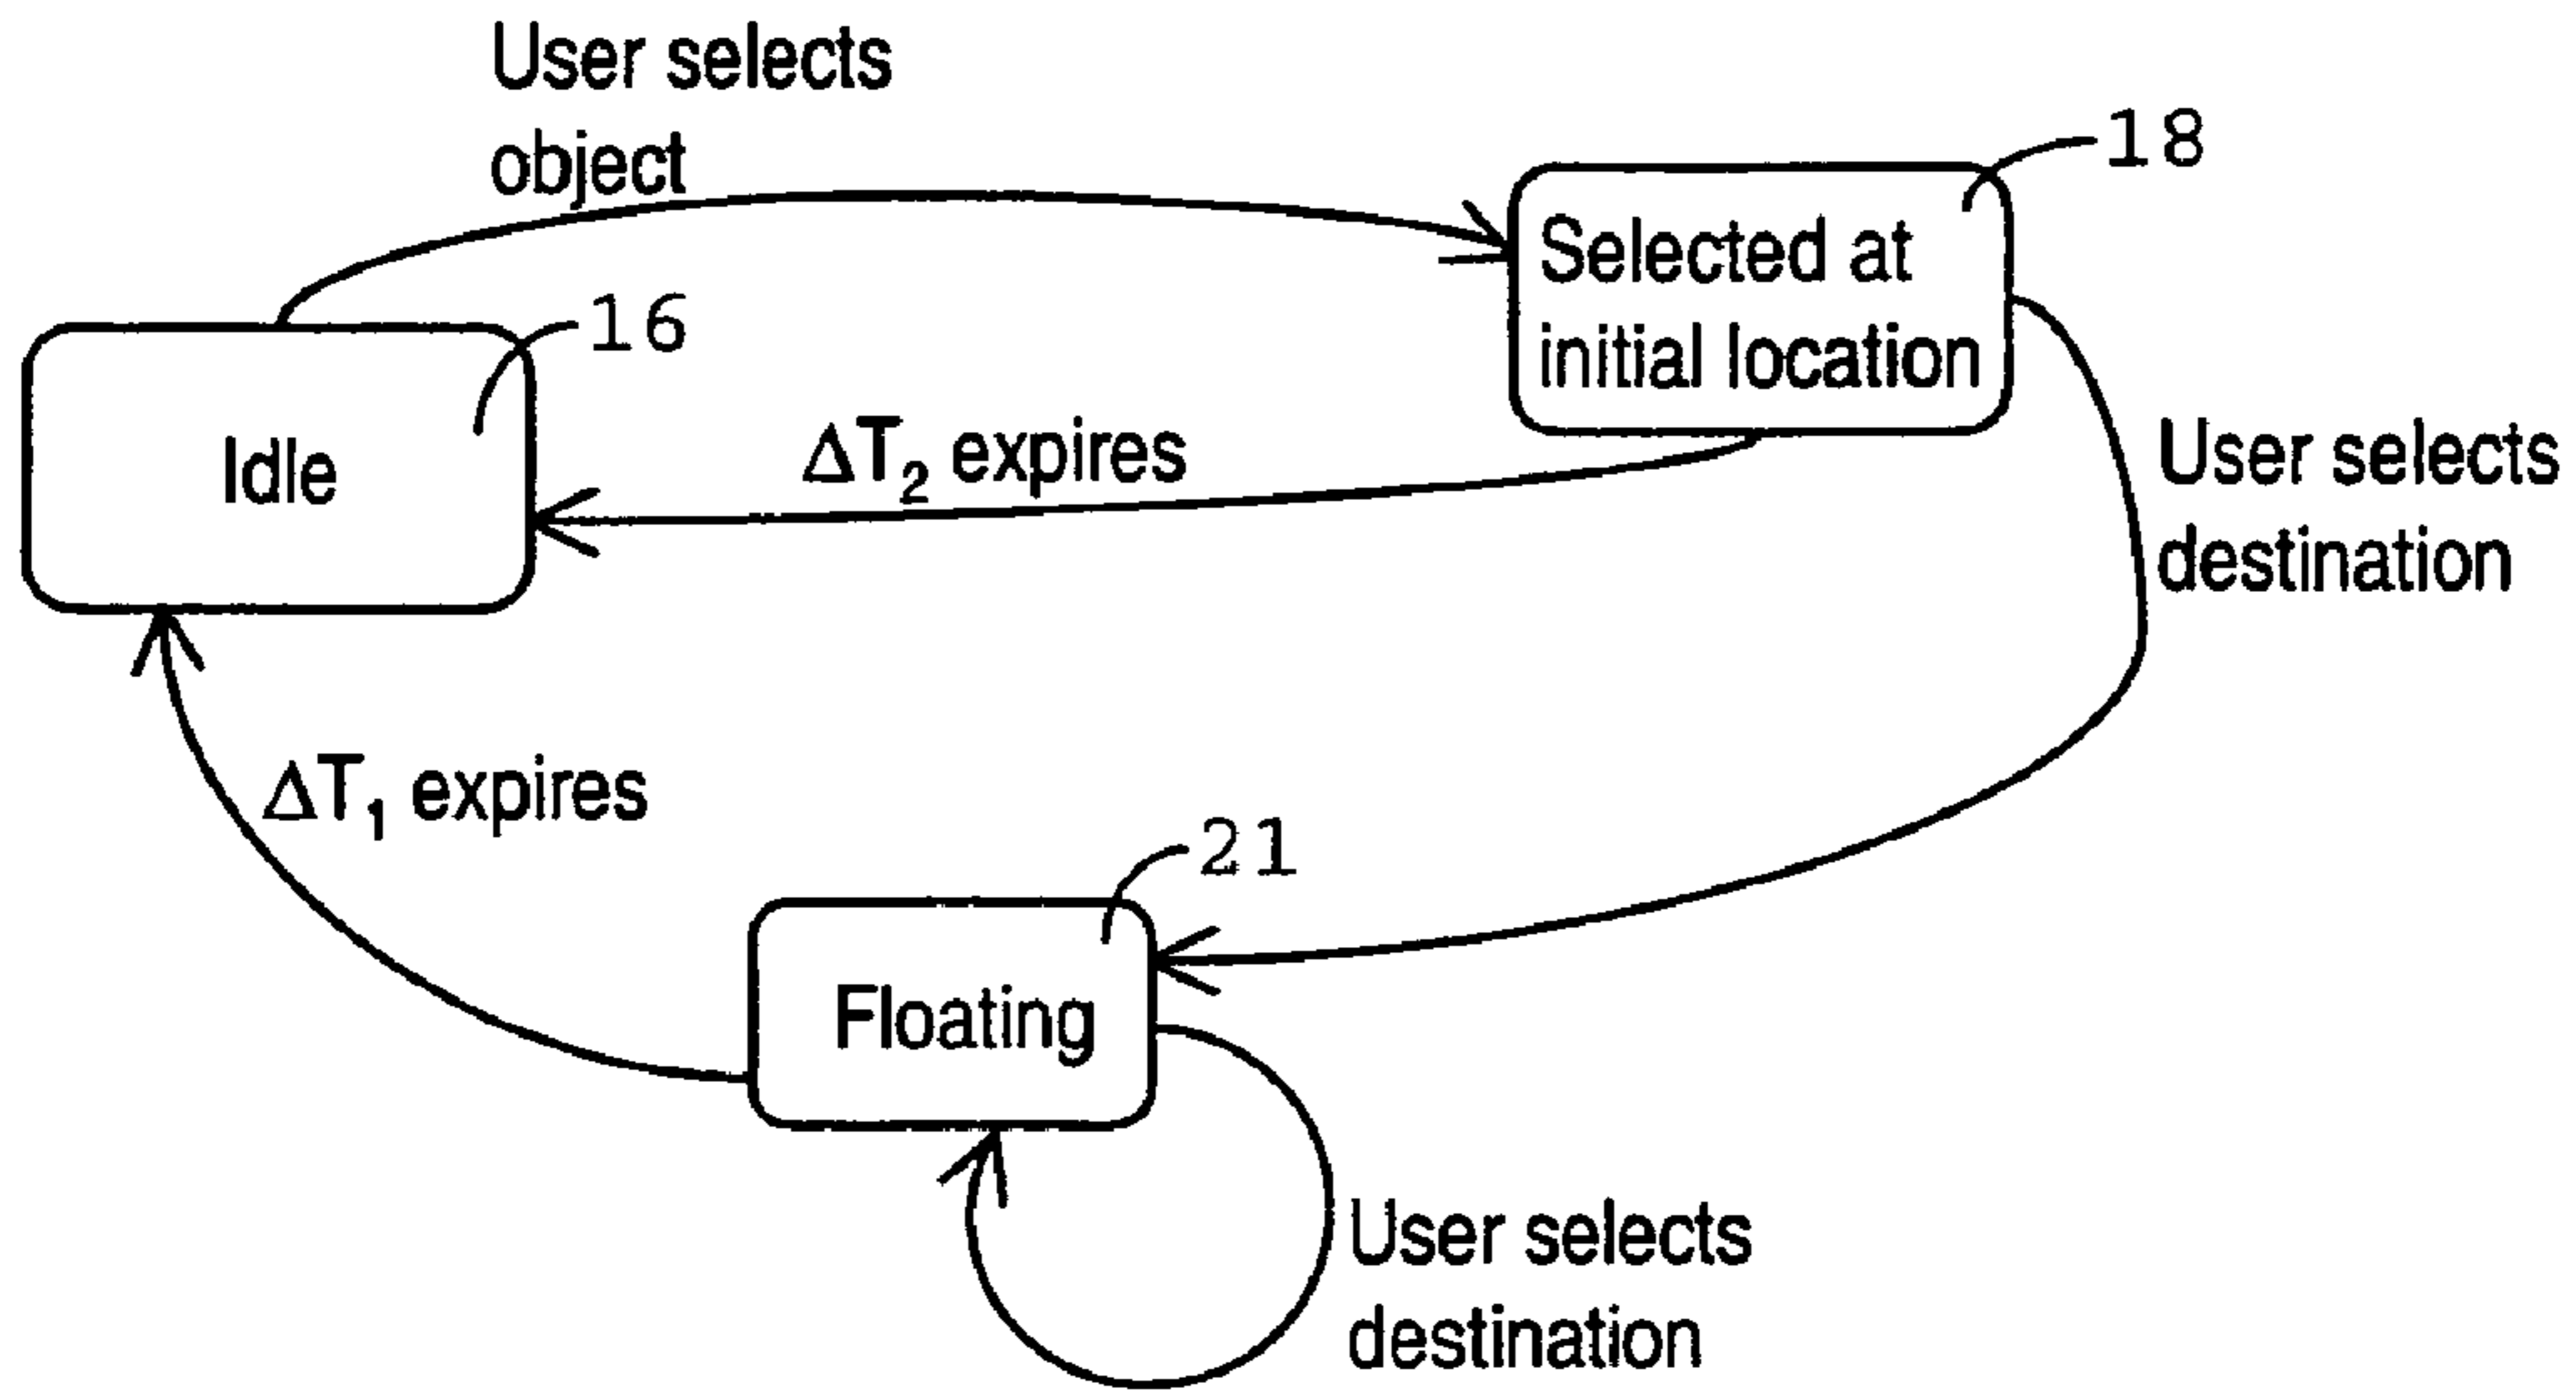 User selects
object
18
Selected at
initial location
16
Idle
ΔT₂ expires
User selects
destination
ΔT₁ expires
21
Floating
User selects
destination